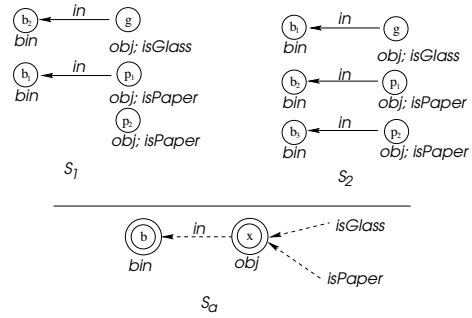 b₂ in g
bin obj; isGlass
b₁ in p₁
bin obj; isPaper
p₂
obj; isPaper
S₁
b₁ in g
bin obj; isGlass
b₂ in p₁
bin obj; isPaper
b₃ in p₂
bin obj; isPaper
S₂
isGlass
b in x
bin obj
isPaper
Sₐ